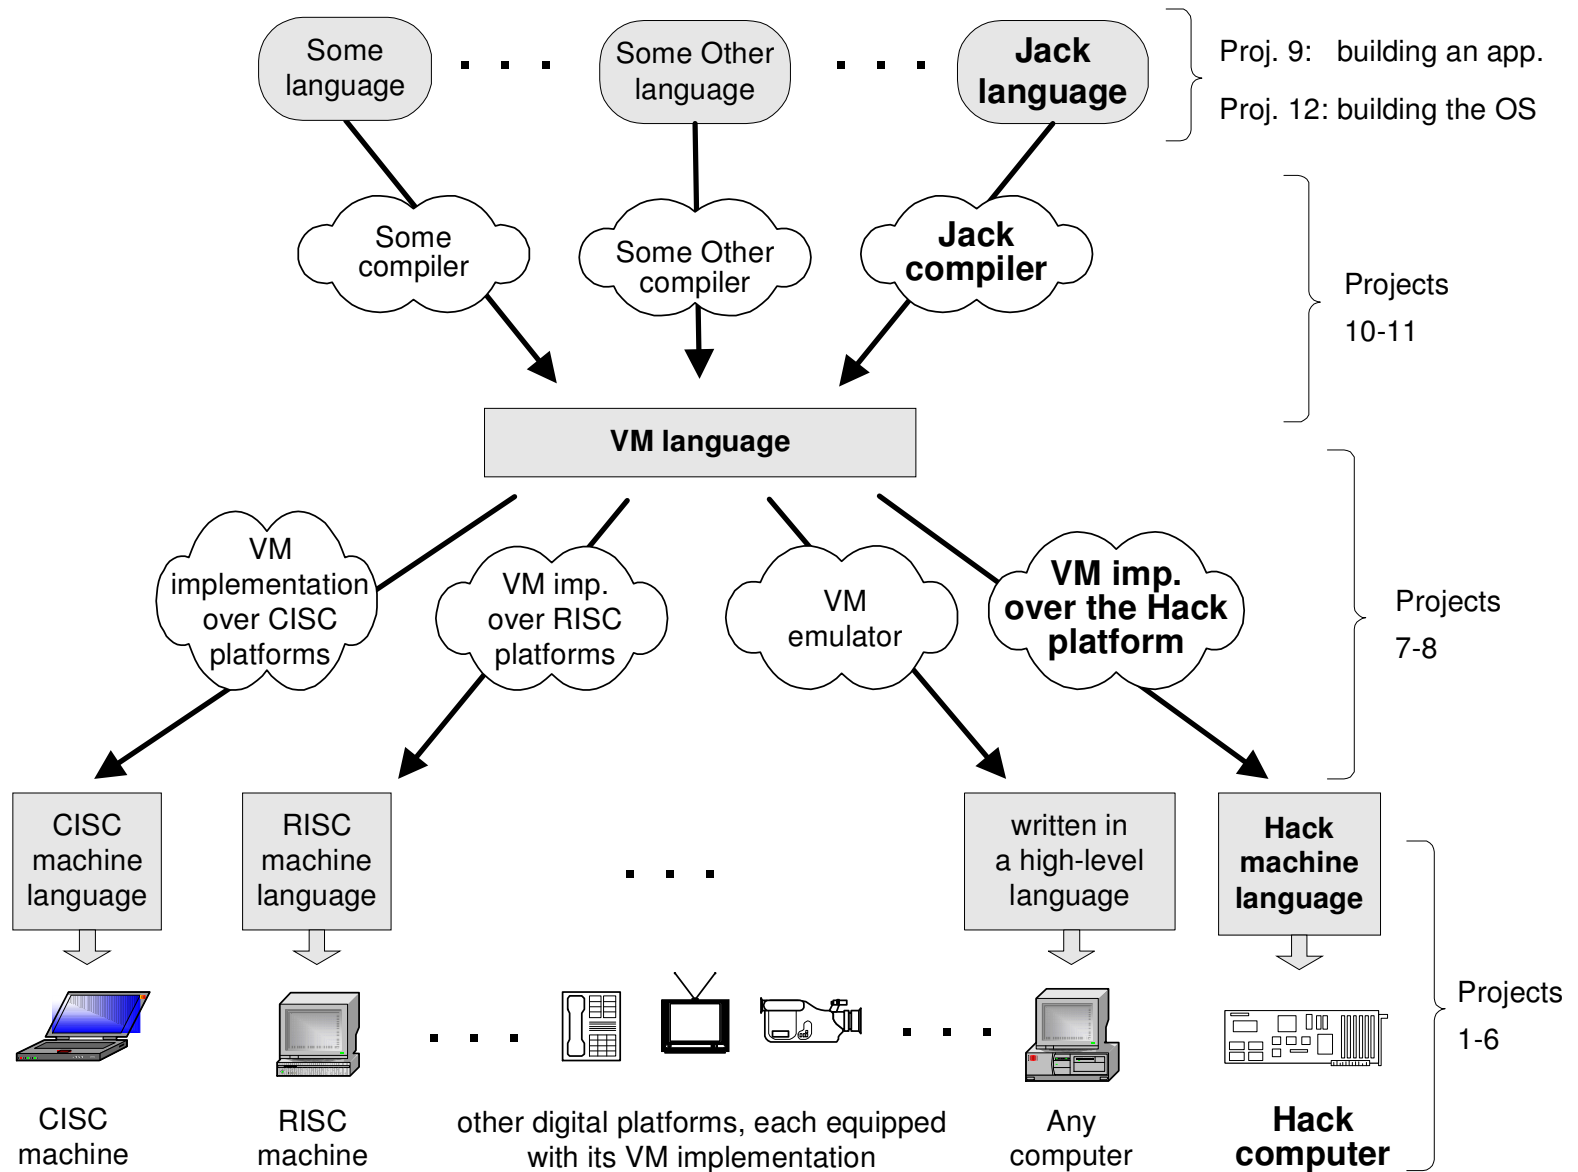 Some
language
Some Other
language
Jack
language
Proj. 9: building an app.
Proj. 12: building the OS
Some
compiler
Some Other
compiler
Jack
compiler
Projects
10-11
VM language
VM
implementation
over CISC
platforms
VM imp.
over RISC
platforms
VM
emulator
VM imp.
over the Hack
platform
Projects
7-8
CISC
machine
language
RISC
machine
language
. . .
written in
a high-level
language
Hack
machine
language
Projects
1-6
CISC
machine
RISC
machine
other digital platforms, each equipped
with its VM implementation
Any
computer
Hack
computer